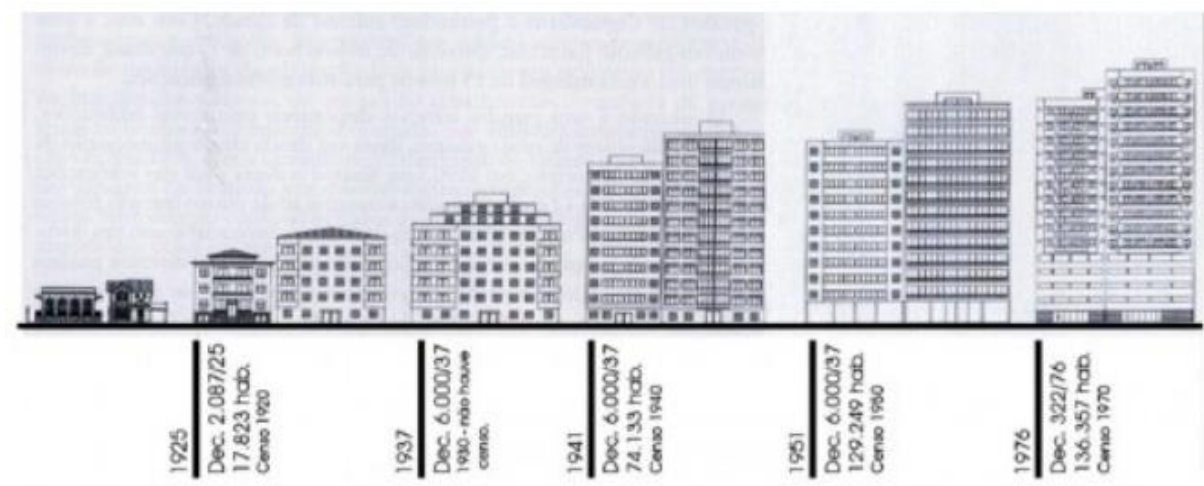 1925
Dec. 2.087/25
17.823 hab.
Censo 1920
1937
Dec. 6.000/37
1930 - não houve
censo.
1941
Dec. 6.000/37
74.133 hab.
Censo 1940
1951
Dec. 6.000/37
129.249 hab.
Censo 1950
1976
Dec. 322/76
136.357 hab.
Censo 1970